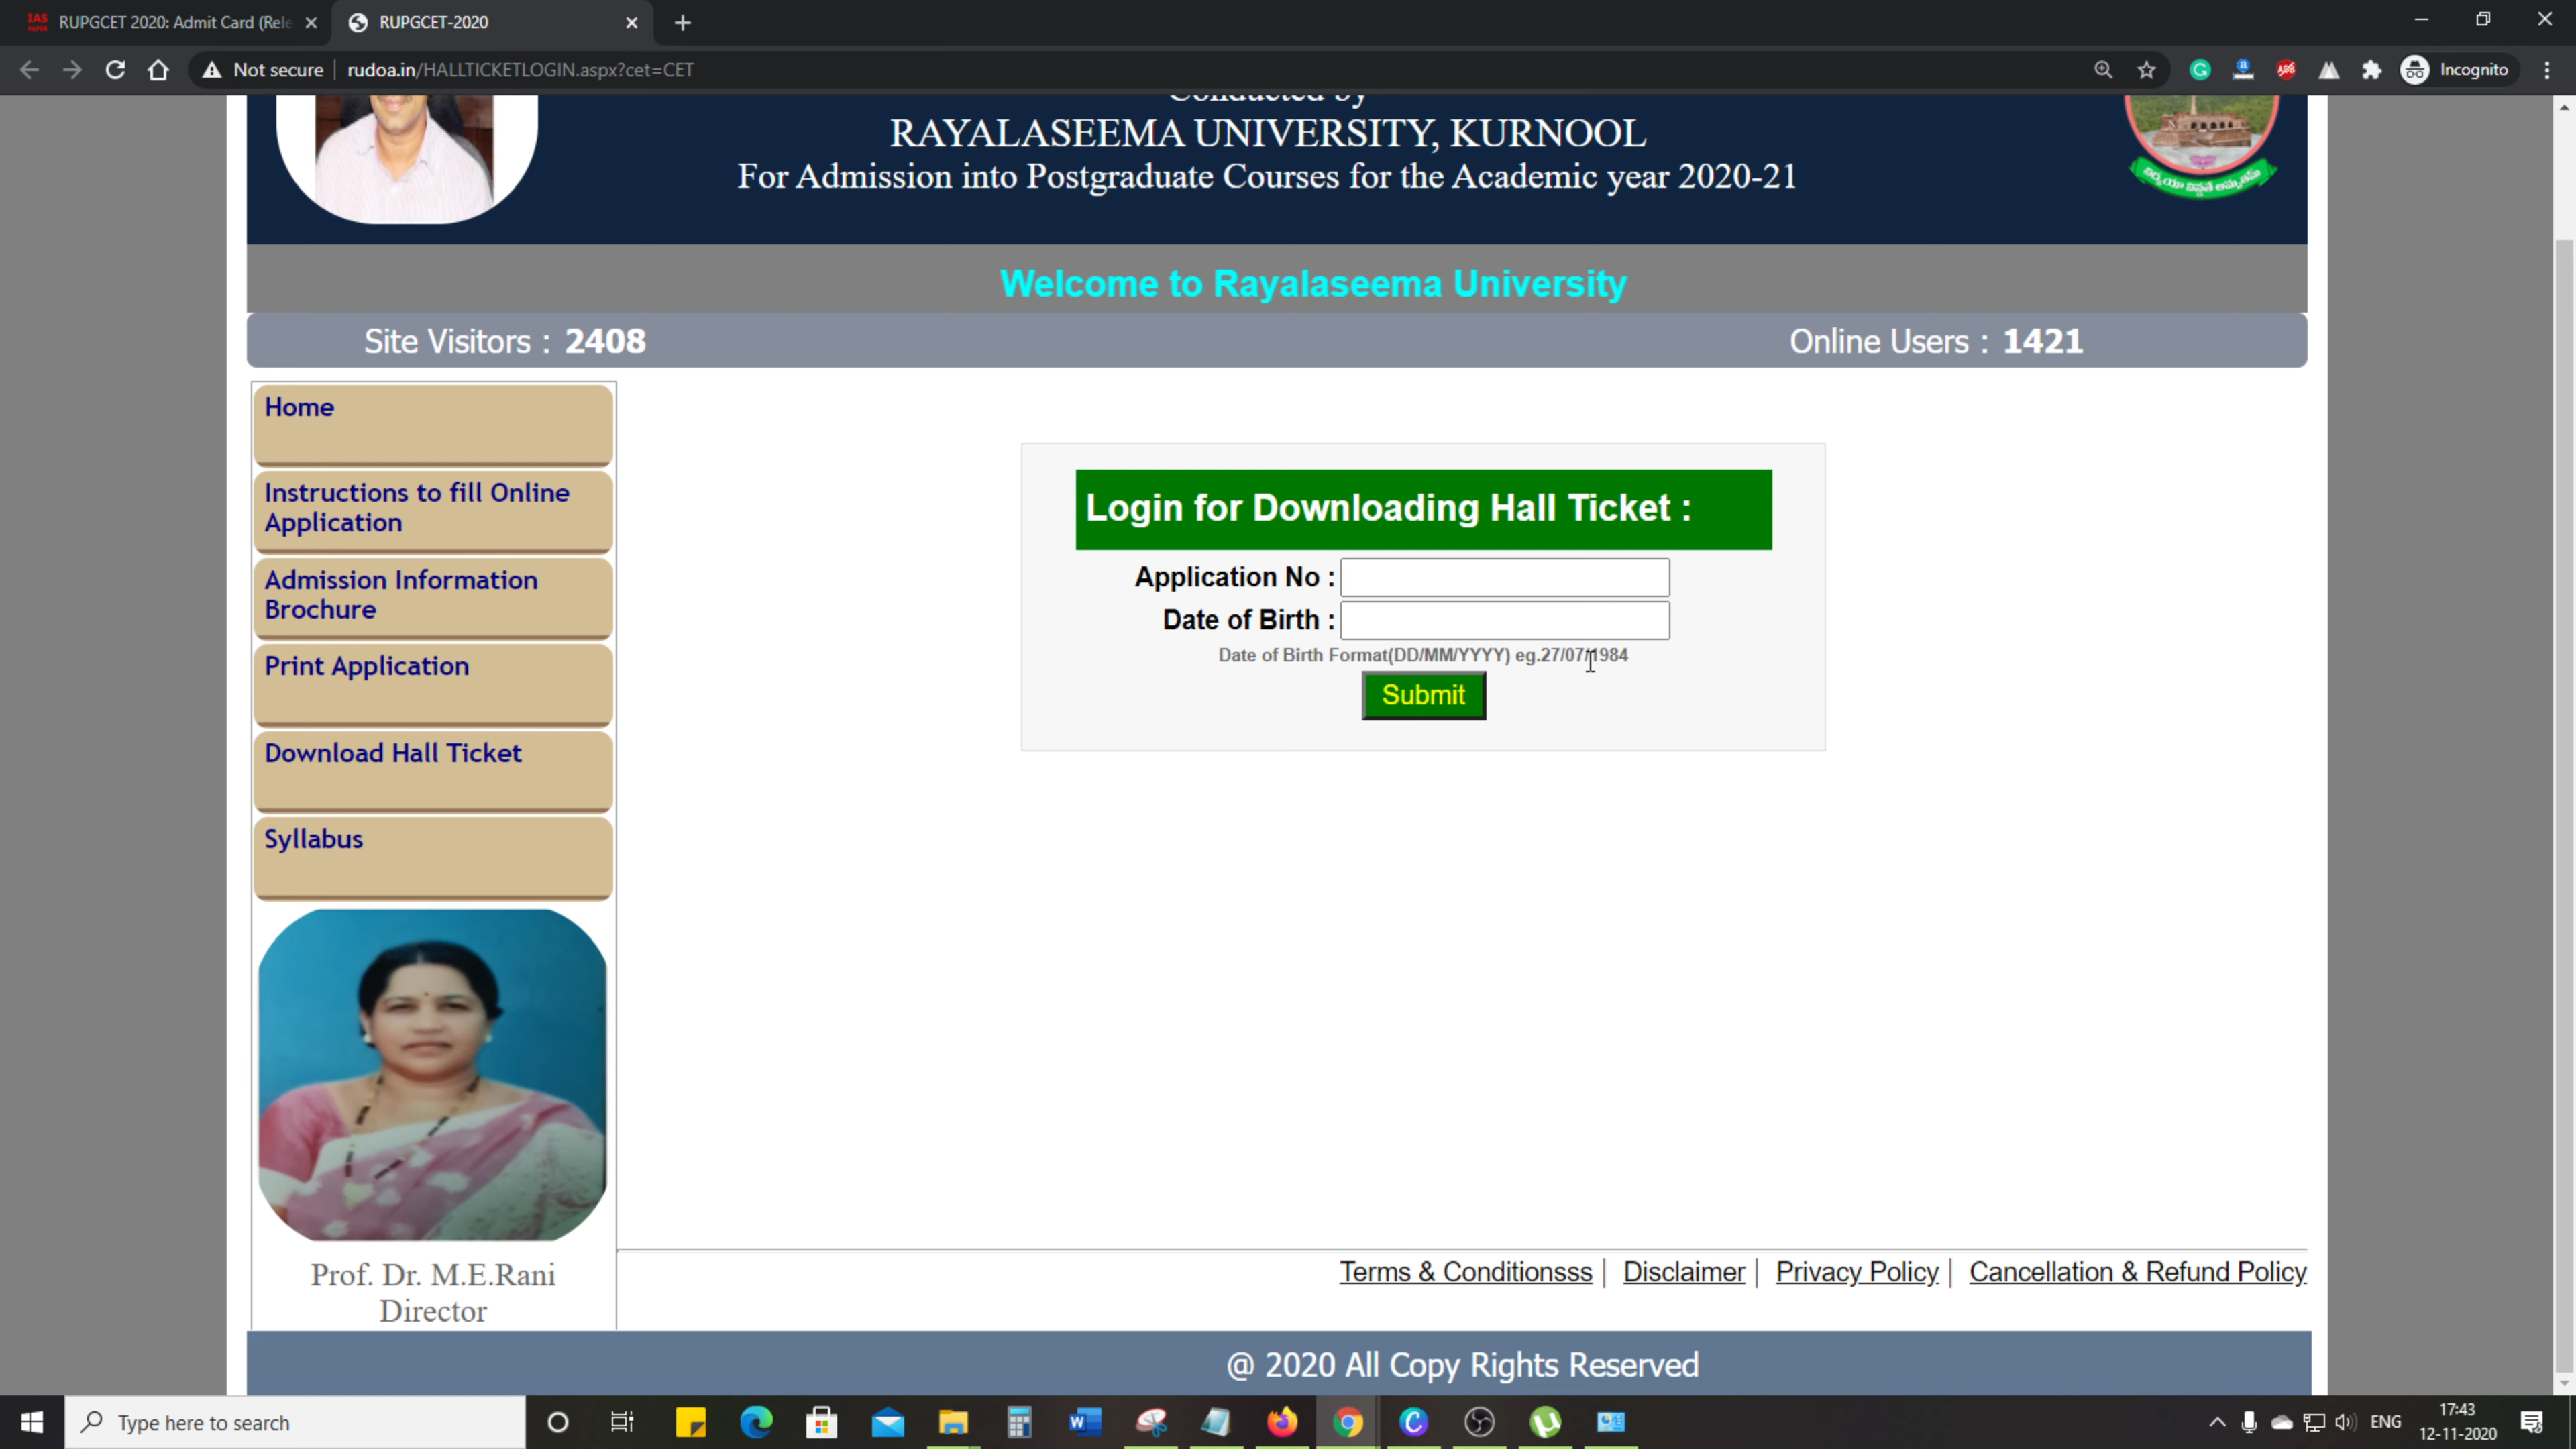 RUPGCET 2020: Admit Card (Rele
RUPGCET-2020
Not secure
rudoa.in/HALLTICKETLOGIN.aspx?cet=CET
Incognito
Conducted by
RAYALASEEMA UNIVERSITY, KURNOOL
For Admission into Postgraduate Courses for the Academic year 2020-21
Welcome to Rayalaseema University
Site Visitors : 2408
Online Users : 1421
Home
Instructions to fill Online
Application
Admission Information
Brochure
Print Application
Download Hall Ticket
Syllabus
Login for Downloading Hall Ticket :
Application No :
Date of Birth :
Date of Birth Format(DD/MM/YYYY) eg.27/07/1984
Submit
Prof. Dr. M.E.Rani
Director
Terms & Conditionsss
Disclaimer
Privacy Policy
Cancellation & Refund Policy
@ 2020 All Copy Rights Reserved
Type here to search
ENG
17:43
12-11-2020